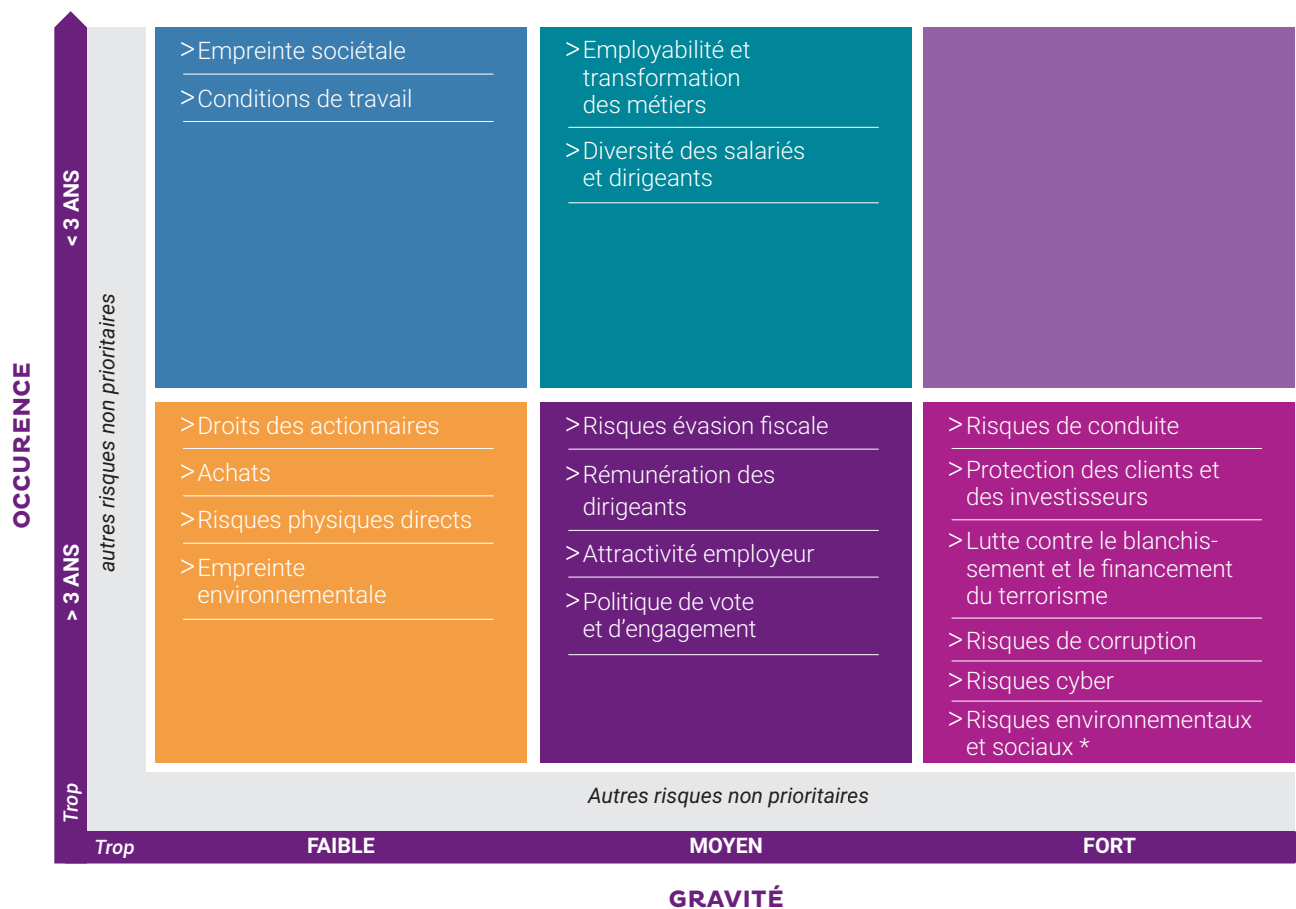 OCCURENCE
< 3 ANS
> 3 ANS
Trop
autres risques non prioritaires
>Empreinte sociétale
>Conditions de travail
>Employabilité et
transformation
des métiers
>Diversité des salariés
et dirigeants
>Droits des actionnaires
>Achats
>Risques physiques directs
>Empreinte
environnementale
>Risques évasion fiscale
>Rémunération des
dirigeants
>Attractivité employeur
>Politique de vote
et d'engagement
>Risques de conduite
>Protection des clients et
des investisseurs
>Lutte contre le blanchis-
sement et le financement
du terrorisme
>Risques de corruption
>Risques cyber
>Risques environnementaux
et sociaux *
Autres risques non prioritaires
Trop
FAIBLE
MOYEN
FORT
GRAVITÉ